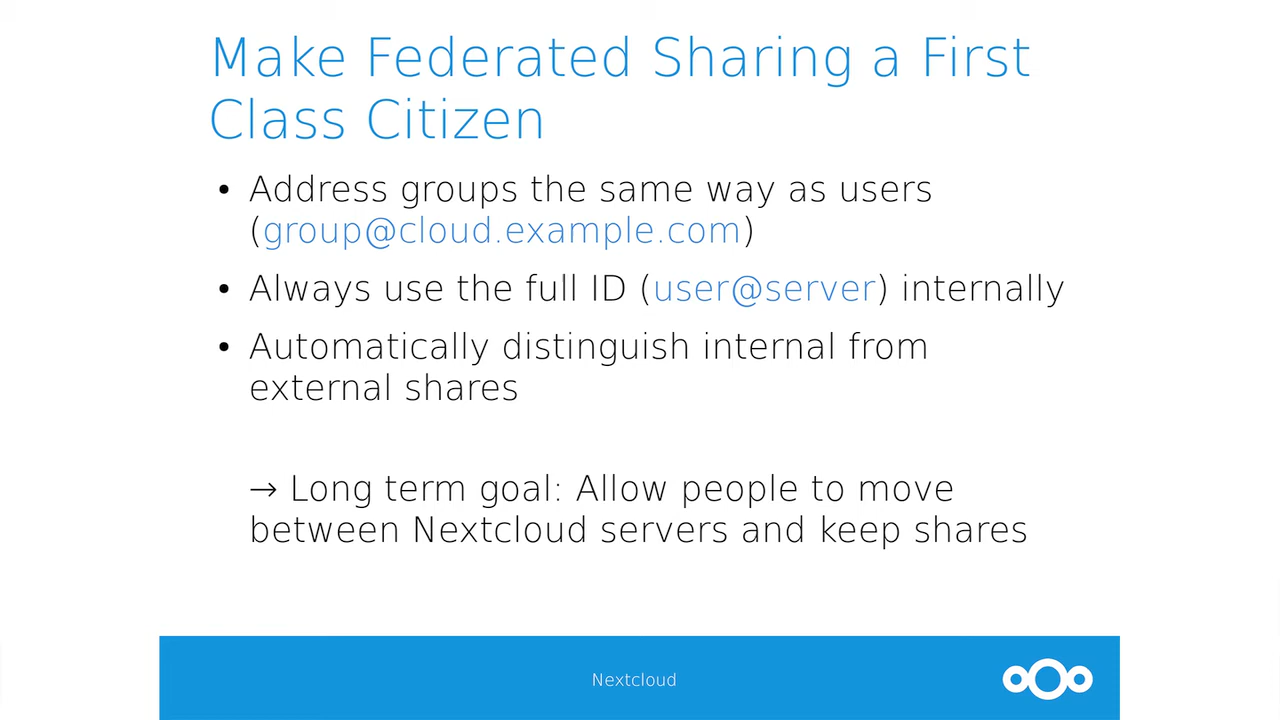 Make Federated Sharing a First
Class Citizen
• Address groups the same way as users
(group@cloud.example.com)
• Always use the full ID (user@server) internally
• Automatically distinguish internal from
external shares
→ Long term goal: Allow people to move
between Nextcloud servers and keep shares
Nextcloud